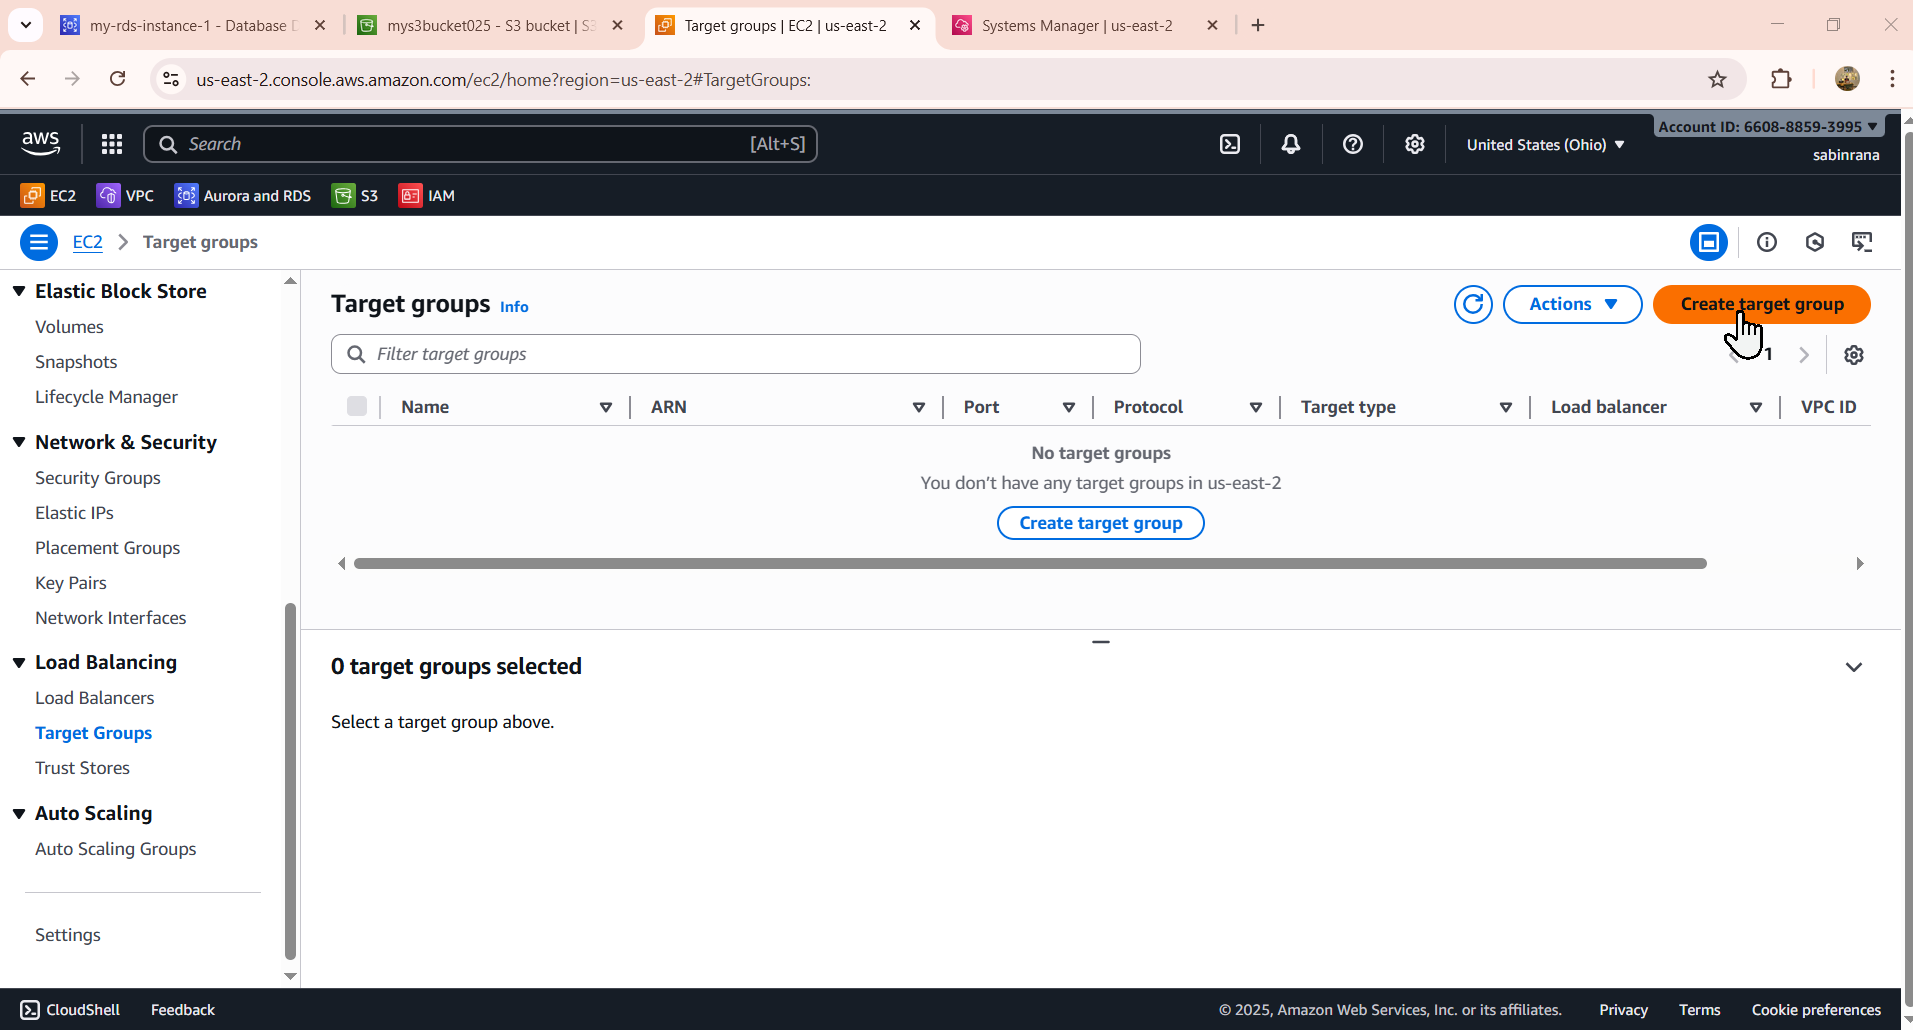 my-rds-instance-1 - Database D
mys3bucket025 - S3 bucket | S3
Target groups | EC2 | us-east-2
Systems Manager | us-east-2
us-east-2.console.aws.amazon.com/ec2/home?region=us-east-2#TargetGroups:
aws
Search
[Alt+S]
United States (Ohio)
Account ID: 6608-8859-3995
sabinrana
EC2
VPC
Aurora and RDS
S3
IAM
EC2
Target groups
Elastic Block Store
Volumes
Snapshots
Lifecycle Manager
Network & Security
Security Groups
Elastic IPs
Placement Groups
Key Pairs
Network Interfaces
Load Balancing
Load Balancers
Target Groups
Trust Stores
Auto Scaling
Auto Scaling Groups
Settings
Target groups Info
Actions
Create target group
Filter target groups
1
Name
ARN
Port
Protocol
Target type
Load balancer
VPC ID
No target groups
You don't have any target groups in us-east-2
Create target group
0 target groups selected
Select a target group above.
CloudShell
Feedback
© 2025, Amazon Web Services, Inc. or its affiliates.
Privacy
Terms
Cookie preferences